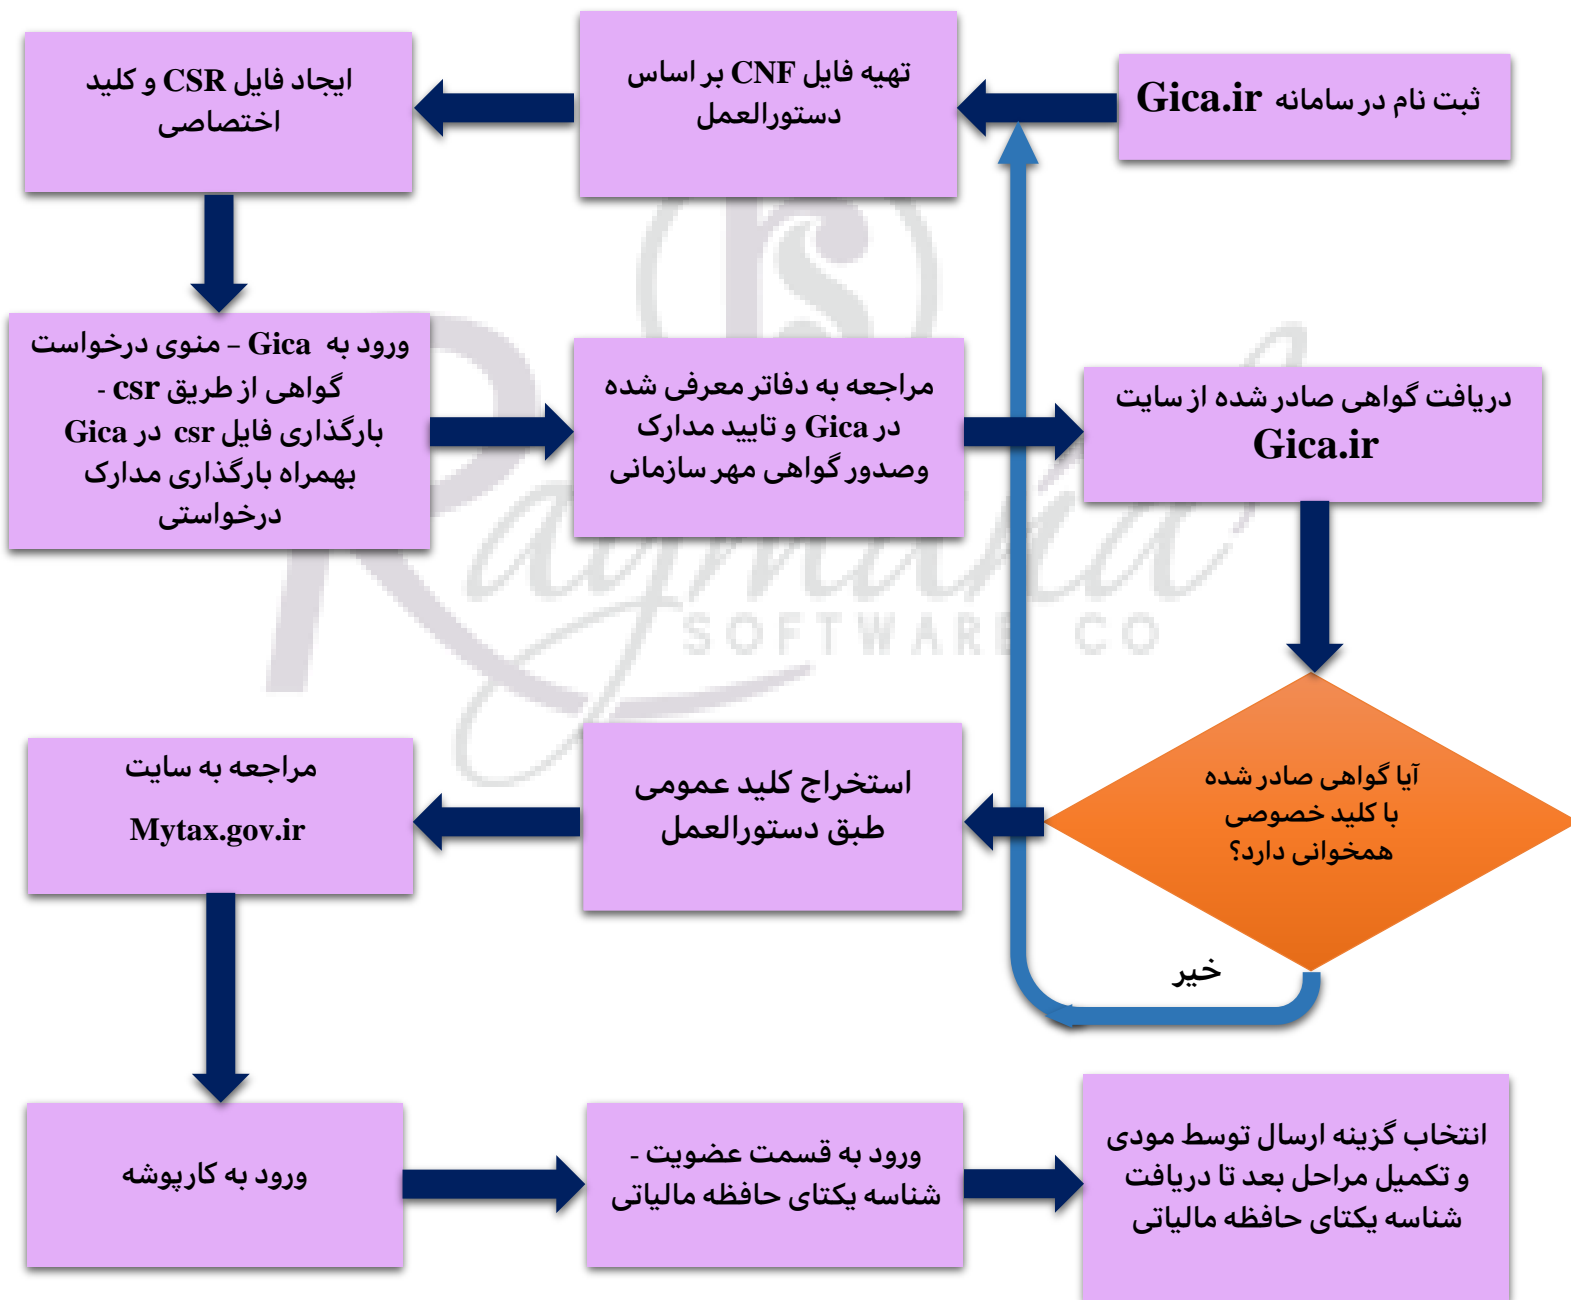 ثبت نام در سامانه Gica.ir
تهیه فایل CNF بر اساس
دستورالعمل
ایجاد فایل CSR و کلید
اختصاصی
ورود به Gica – منوی درخواست
گواهی از طریق csr -
بارگذاری فایل csr در Gica
بهمراه بارگذاری مدارک
درخواستی
مراجعه به دفاتر معرفی شده
در Gica و تایید مدارک
وصدور گواهی مهر سازمانی
دریافت گواهی صادر شده از سایت
Gica.ir
آیا گواهی صادر شده
با کلید خصوصی
همخوانی دارد؟
خیر
استخراج کلید عمومی
طبق دستورالعمل
مراجعه به سایت
Mytax.gov.ir
ورود به کارپوشه
ورود به قسمت عضویت -
شناسه یکتای حافظه مالیاتی
انتخاب گزینه ارسال توسط مودی
و تکمیل مراحل بعد تا دریافت
شناسه یکتای حافظه مالیاتی
Raymand
SOFTWARE CO